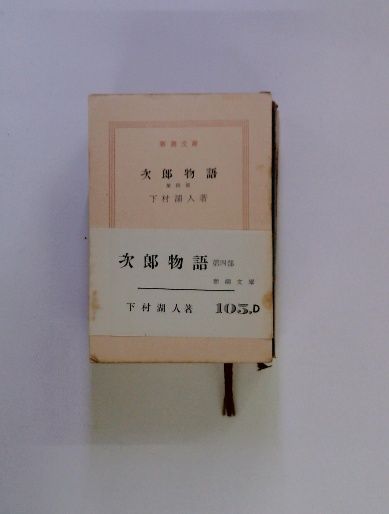 新潮文庫
次郎物語
第四部
下村湖人著
次郎物語 第四部
新潮文庫
下村湖人著 103.D